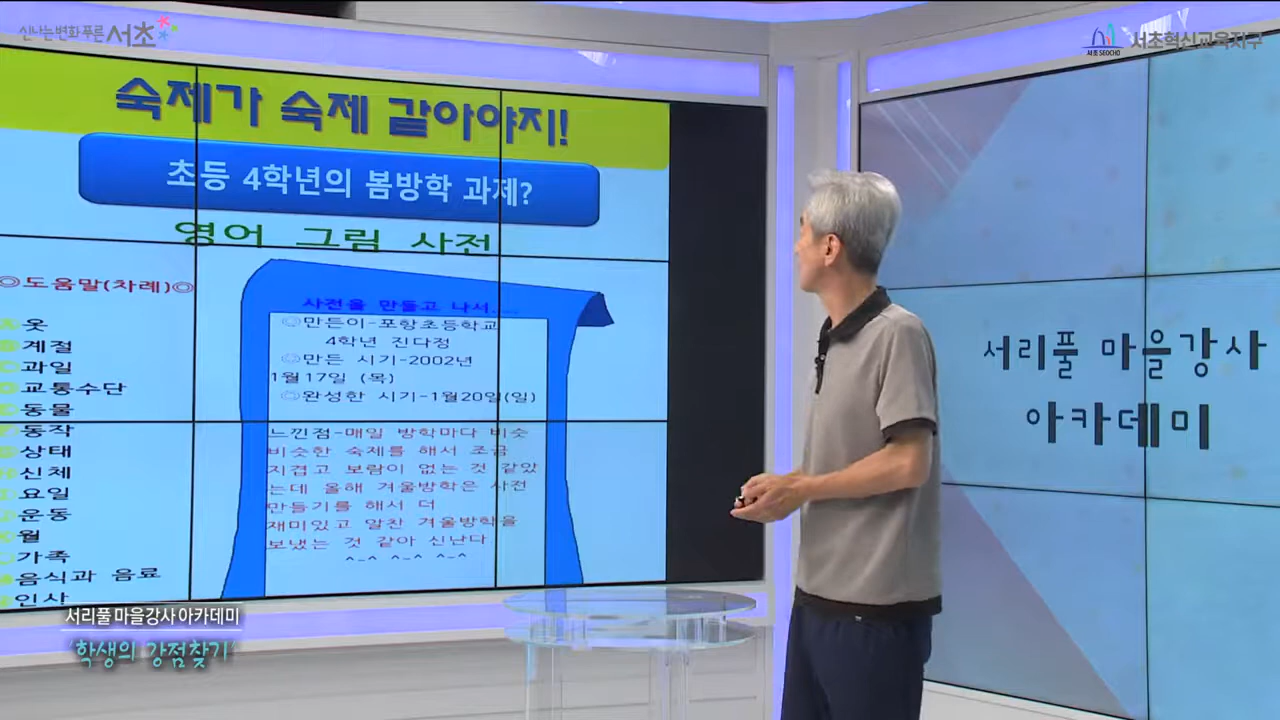 신나는 변화 푸른 서초
서초 SEOCHO
서초혁신교육지구
숙제가 숙제 같아야지!
초등 4학년의 봄방학 과제?
영어 그림 사전
◎도움말(차례)◎
옷
계절
과일
교통수단
동물
동작
상태
신체
요일
운동
월
가족
음식과 음료
인사
사전을 만들고 나서....
◎만든이-포항초등학교
4학년 진다정
◎만든 시기-2002년
1월17일 (목)
◎완성한 시기-1월20일(일)
느낀점-매일 방학마다 비슷
비슷한 숙제를 해서 조금
지겹고 보람이 없는 것 같았
는데 올해 겨울방학은 사전
만들기를 해서 더
재미있고 알찬 겨울방학을
보냈는 것 같아 신난다
^-^ ^-^ ^-^
서리풀 마을강사
아카데미
서리풀 마을강사 아카데미
학생의 강점찾기